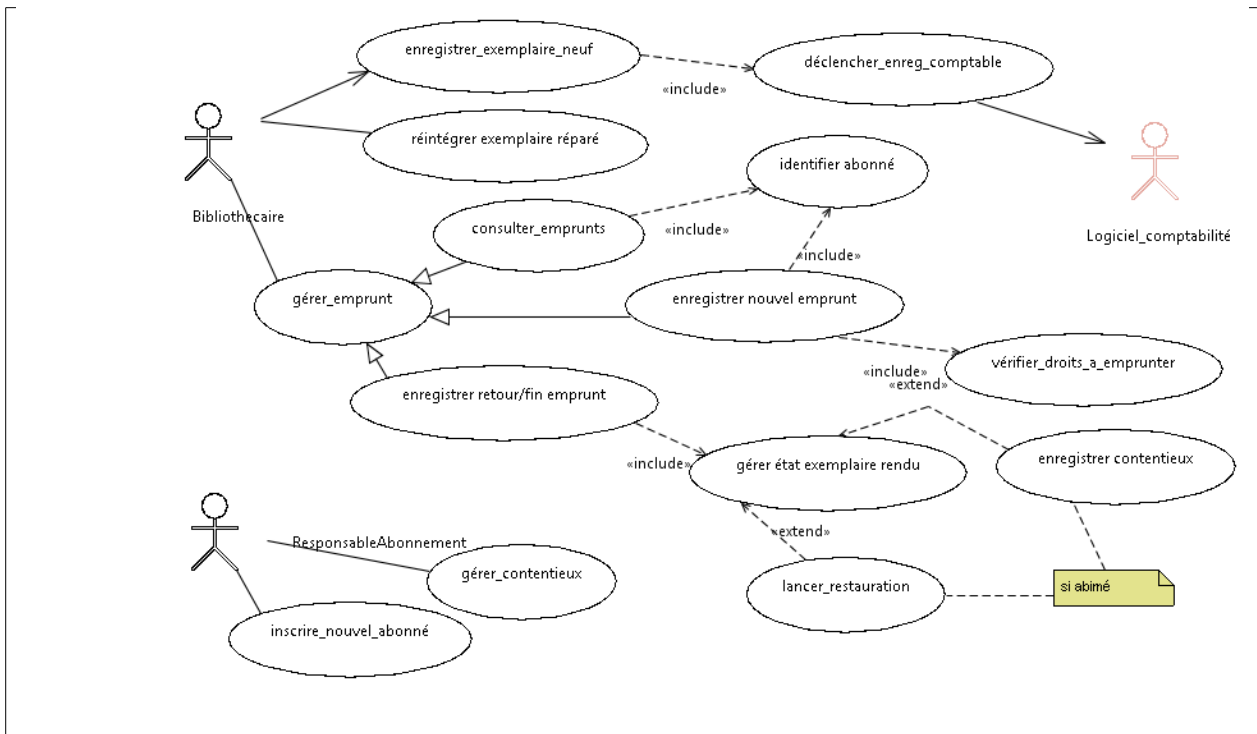 enregistrer_exemplaire_neuf
déclencher_enreg_comptable
«include»
réintégrer exemplaire réparé
identifier abonné
Bibliothecaire
consulter_emprunts
«include»
Logiciel_comptabilité
«include»
gérer_emprunt
enregistrer nouvel emprunt
vérifier_droits_a_emprunter
«include»
«extend»
enregistrer retour/fin emprunt
«include»
gérer état exemplaire rendu
enregistrer contentieux
«extend»
ResponsableAbonnement
gérer_contentieux
lancer_restauration
si abimé
inscrire_nouvel_abonné